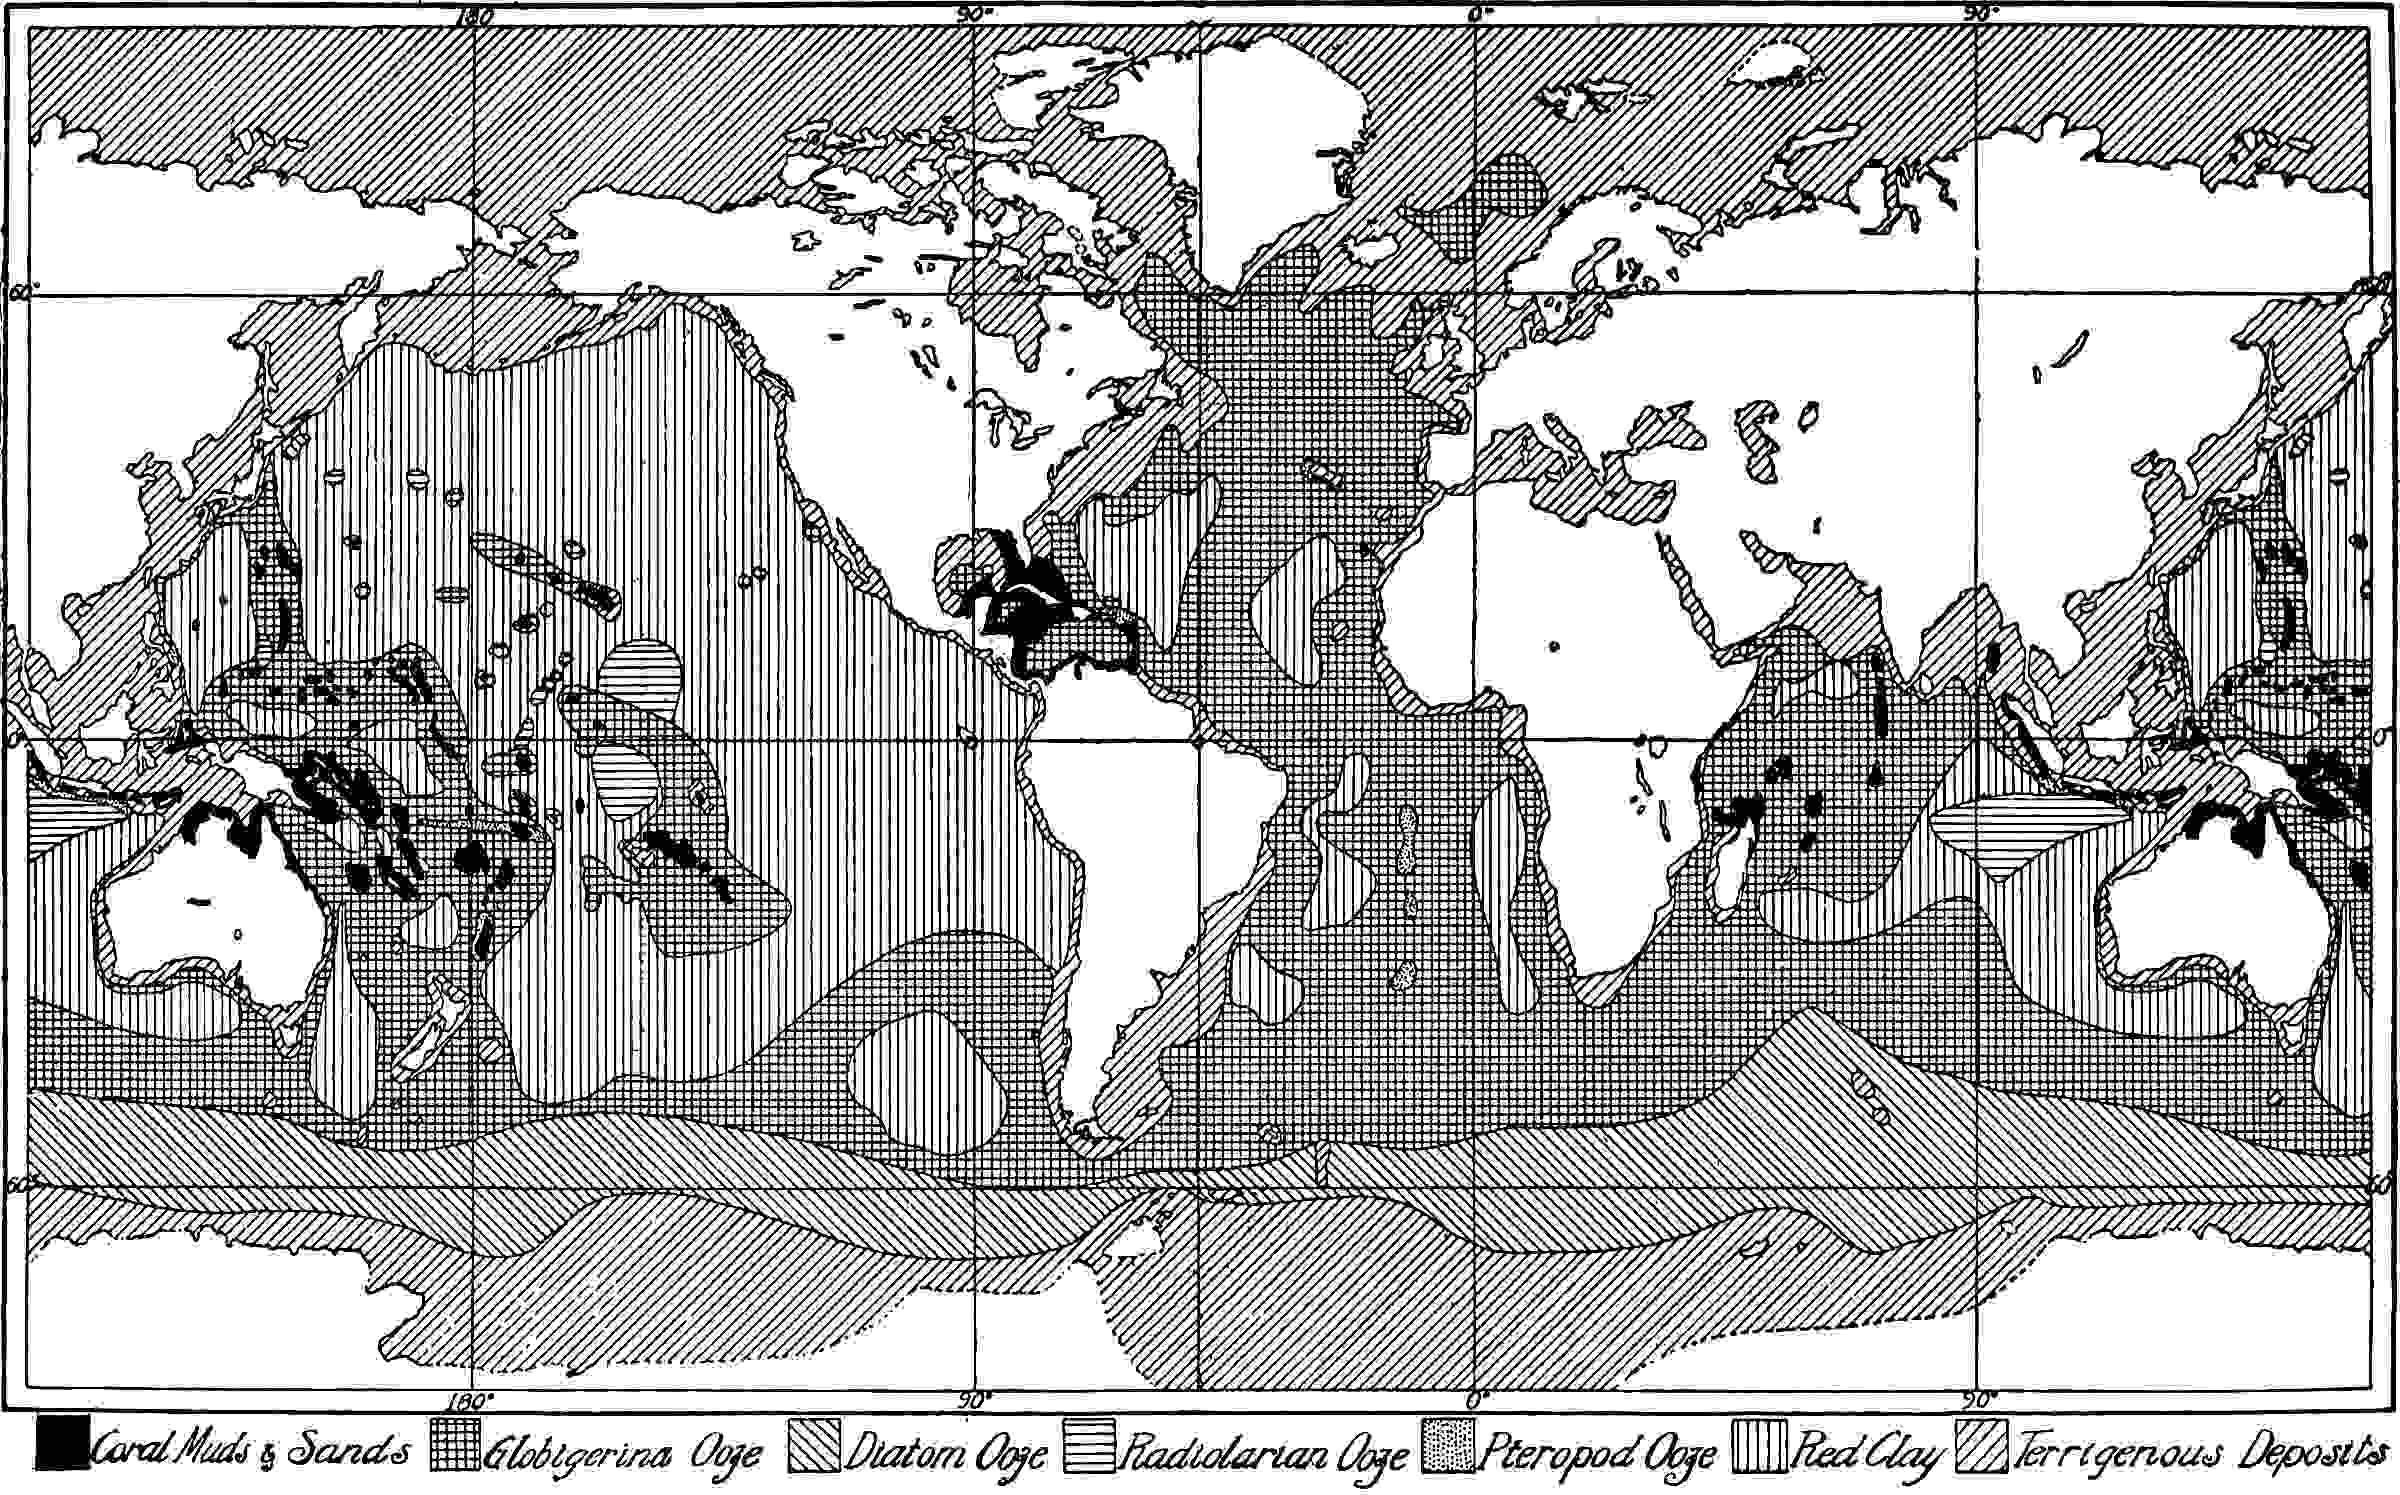 180 90° 0° 90°
60° 60°
0° 0°
60° 60
180° 90° 0° 90°
Coral Muds & Sands Globigerina Ooze Diatom Ooze Radiolarian Ooze Pteropod Ooze Red Clay Terrigenous Deposits